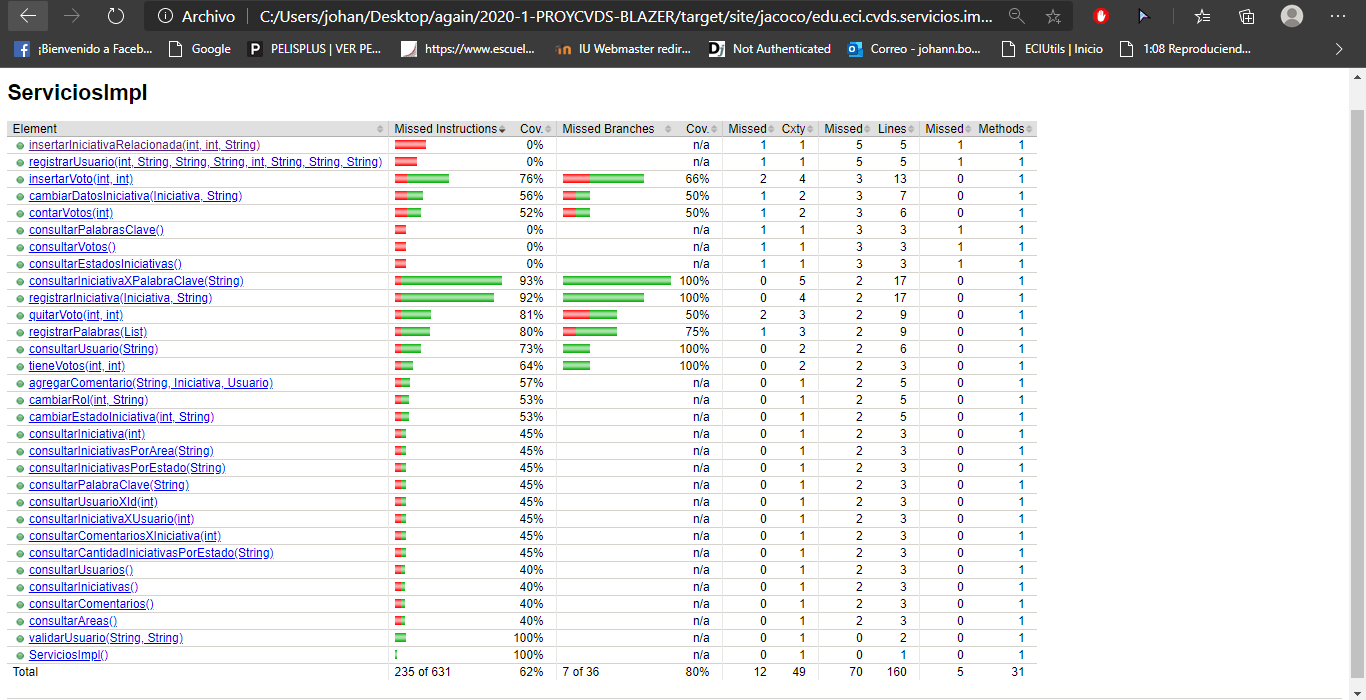 Archivo C:/Users/johan/Desktop/again/2020-1-PROYCVDS-BLAZER/target/site/jacoco/edu.eci.cvds.servicios.im...
¡Bienvenido a Faceb... Google PELISPLUS | VER PE... https://www.escuel... IU Webmaster redir... Not Authenticated Correo - johann.bo... ECIUtils | Inicio 1:08 Reproduciend...
ServiciosImpl
Element Missed Instructions Cov. Missed Branches Cov. Missed Cxty Missed Lines Missed Methods
insertarIniciativaRelacionada(int, int, String) 0% n/a 1 1 5 5 1 1
registrarUsuario(int, String, String, String, int, String, String, String) 0% n/a 1 1 5 5 1 1
insertarVoto(int, int) 76% 66% 2 4 3 13 0 1
cambiarDatosIniciativa(Iniciativa, String) 56% 50% 1 2 3 7 0 1
contarVotos(int) 52% 50% 1 2 3 6 0 1
consultarPalabrasClave() 0% n/a 1 1 3 3 1 1
consultarVotos() 0% n/a 1 1 3 3 1 1
consultarEstadosIniciativas() 0% n/a 1 1 3 3 1 1
consultarIniciativaXPalabraClave(String) 93% 100% 0 5 2 17 0 1
registrarIniciativa(Iniciativa, String) 92% 100% 0 4 2 17 0 1
quitarVoto(int, int) 81% 50% 2 3 2 9 0 1
registrarPalabras(List) 80% 75% 1 3 2 9 0 1
consultarUsuario(String) 73% 100% 0 2 2 6 0 1
tieneVotos(int, int) 64% 100% 0 2 2 3 0 1
agregarComentario(String, Iniciativa, Usuario) 57% n/a 0 1 2 5 0 1
cambiarRol(int, String) 53% n/a 0 1 2 5 0 1
cambiarEstadoIniciativa(int, String) 53% n/a 0 1 2 5 0 1
consultarIniciativa(int) 45% n/a 0 1 2 3 0 1
consultarIniciativasPorArea(String) 45% n/a 0 1 2 3 0 1
consultarIniciativasPorEstado(String) 45% n/a 0 1 2 3 0 1
consultarPalabraClave(String) 45% n/a 0 1 2 3 0 1
consultarUsuarioXId(int) 45% n/a 0 1 2 3 0 1
consultarIniciativaXUsuario(int) 45% n/a 0 1 2 3 0 1
consultarComentariosXIniciativa(int) 45% n/a 0 1 2 3 0 1
consultarCantidadIniciativasPorEstado(String) 45% n/a 0 1 2 3 0 1
consultarUsuarios() 40% n/a 0 1 2 3 0 1
consultarIniciativas() 40% n/a 0 1 2 3 0 1
consultarComentarios() 40% n/a 0 1 2 3 0 1
consultarAreas() 40% n/a 0 1 2 3 0 1
validarUsuario(String, String) 100% n/a 0 1 0 2 0 1
ServiciosImpl() 100% n/a 0 1 0 1 0 1
Total 235 of 631 62% 7 of 36 80% 12 49 70 160 5 31